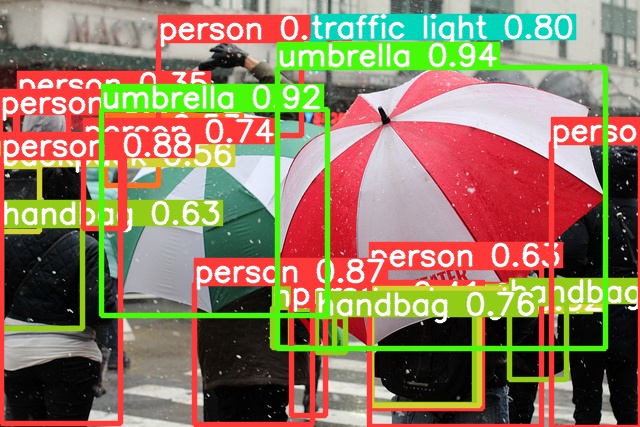 MACY
person 0.
traffic light 0.80
umbrella 0.94
person 0.35
person
umbrella 0.92
person 0.74
perso
person 0.88
0.56
handbag 0.63
person 0.63
person 0.87
handbag
handbag 0.76